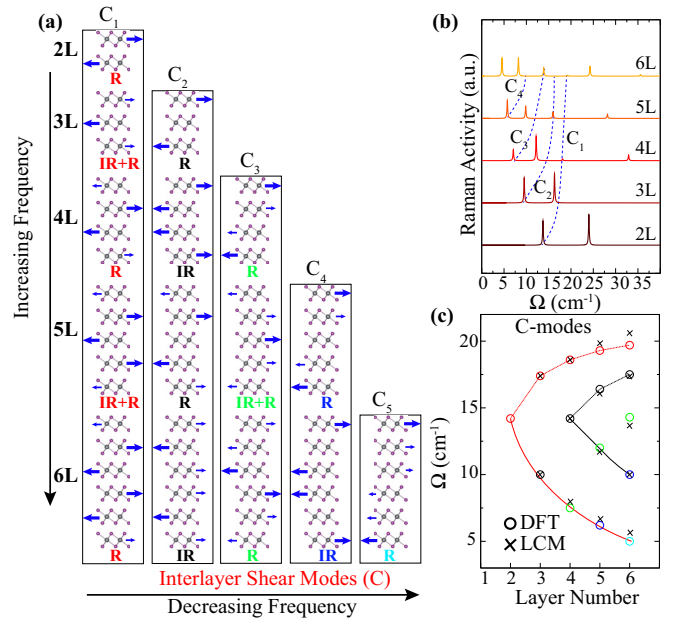 (a)
C1
2L
R
C2
3L
IR+R
R
C3
4L
R
IR
R
C4
5L
IR+R
R
IR+R
R
C5
6L
R
IR
R
IR
R
Interlayer Shear Modes (C)
Decreasing Frequency
Increasing Frequency
(b)
Raman Activity (a.u.)
6L
C4
5L
C3
C1
4L
C2
3L
2L
0 5 10 15 20 25 30 35
Ω (cm-1)
(c)
C-modes
20
15
10
5
Ω (cm-1)
DFT
LCM
1 2 3 4 5 6
Layer Number